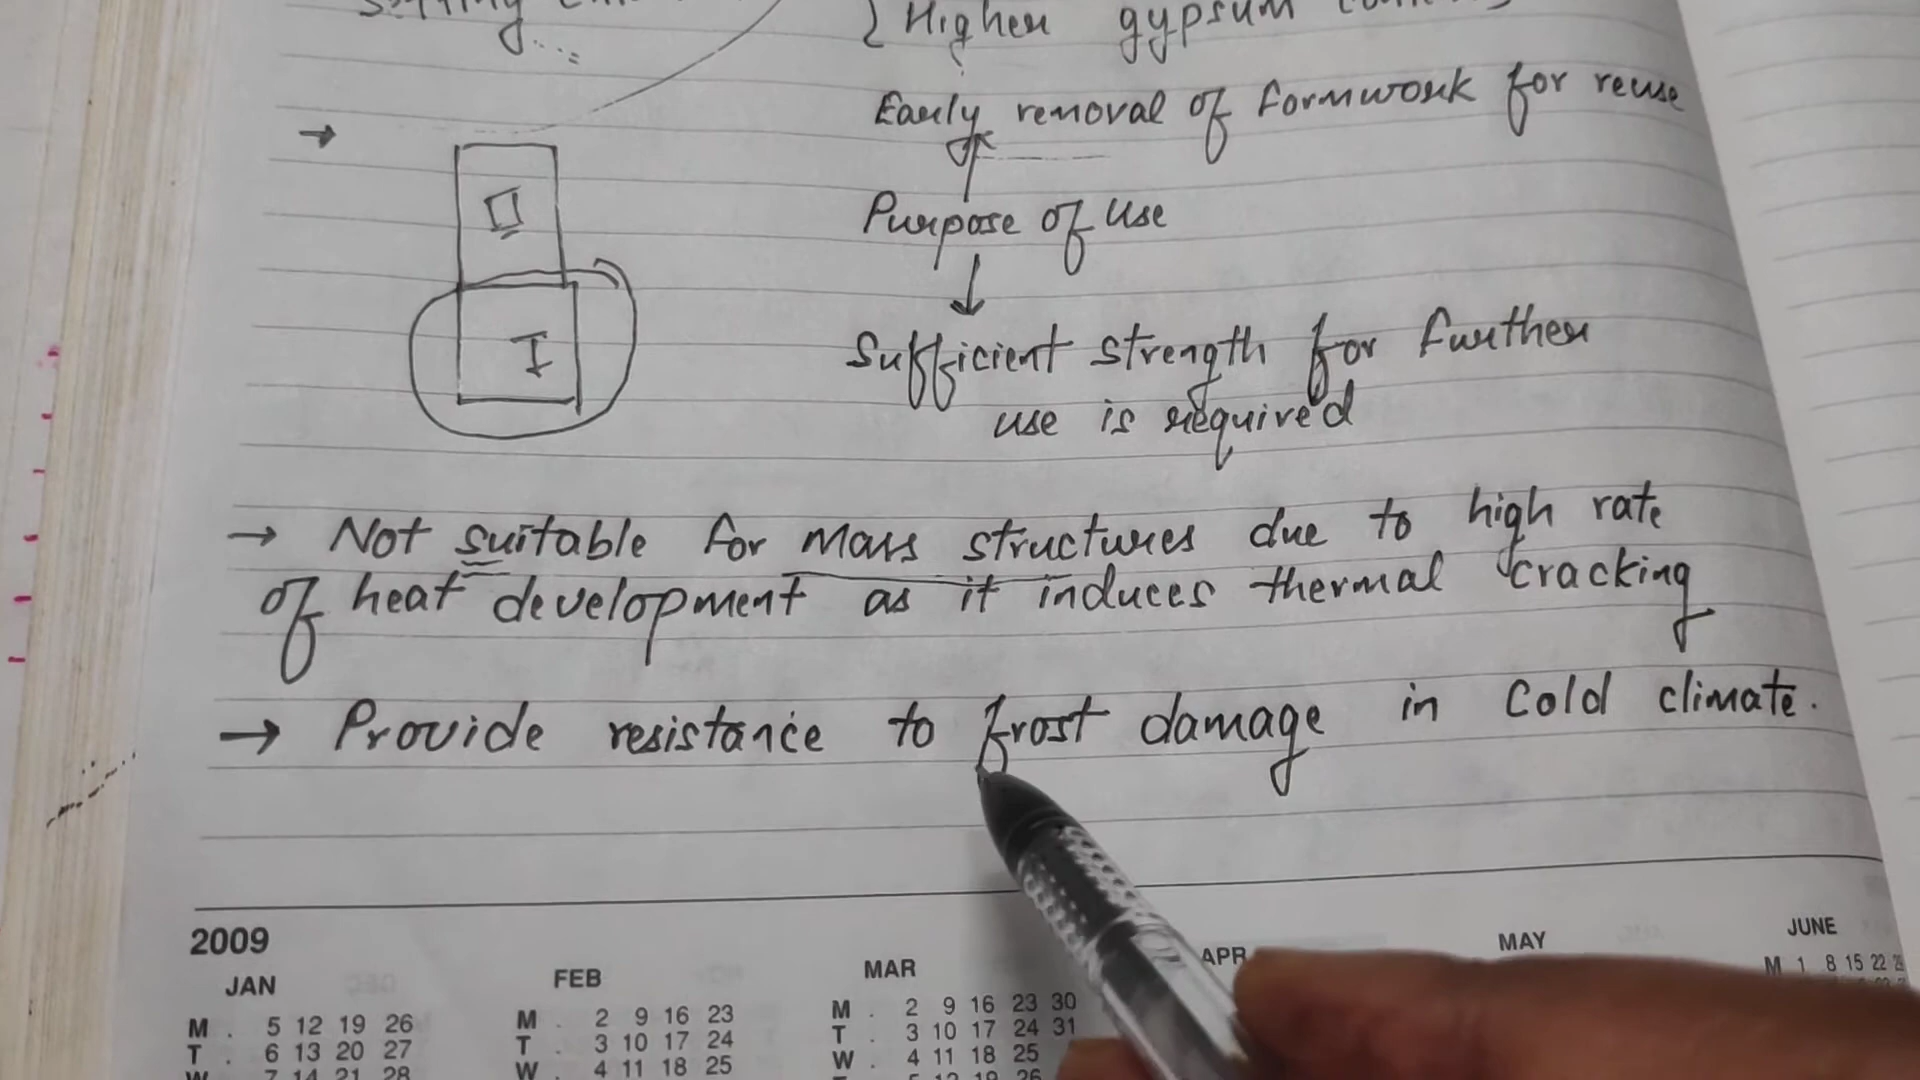 Higher gypsum
Early removal of formwork for reuse
Purpose of use
Sufficient strength for further
use is required
II
I
→ Not suitable for mass structures due to high rate
of heat development as it induces thermal cracking
→ Provide resistance to frost damage in cold climate.
2009
JAN FEB MAR APR MAY JUNE
M . 5 12 19 26 M . 2 9 16 23 M . 2 9 16 23 30 M 1 8 15 22
T . 6 13 20 27 T . 3 10 17 24 T . 3 10 17 24 31
7 14 21 28 W . 4 11 18 25 W . 4 11 18 25